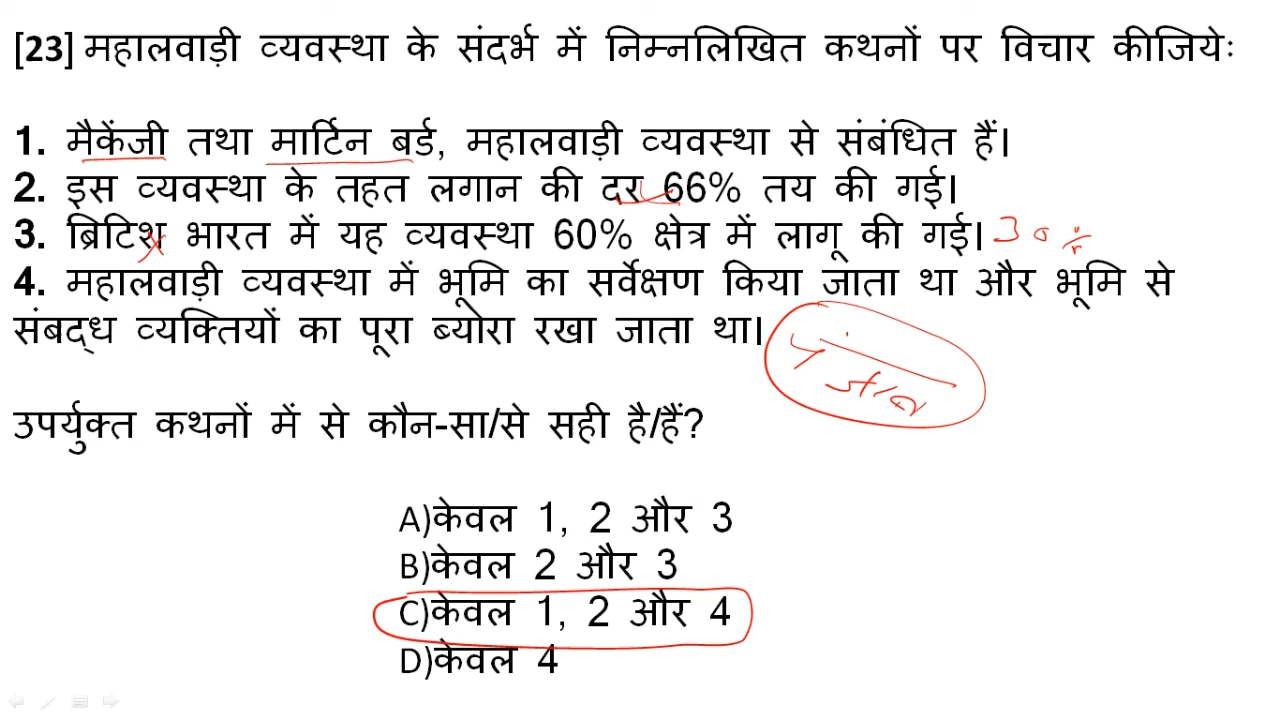 [23] महालवाड़ी व्यवस्था के संदर्भ में निम्नलिखित कथनों पर विचार कीजियेः
1. मैकेंजी तथा मार्टिन बर्ड, महालवाड़ी व्यवस्था से संबंधित हैं।
2. इस व्यवस्था के तहत लगान की दर 66% तय की गई।
3. ब्रिटिश भारत में यह व्यवस्था 60% क्षेत्र में लागू की गई। 30%
4. महालवाड़ी व्यवस्था में भूमि का सर्वेक्षण किया जाता था और भूमि से
संबद्ध व्यक्तियों का पूरा ब्योरा रखा जाता था।
उपर्युक्त कथनों में से कौन-सा/से सही है/हैं?
A)केवल 1, 2 और 3
B)केवल 2 और 3
C)केवल 1, 2 और 4
D)केवल 4